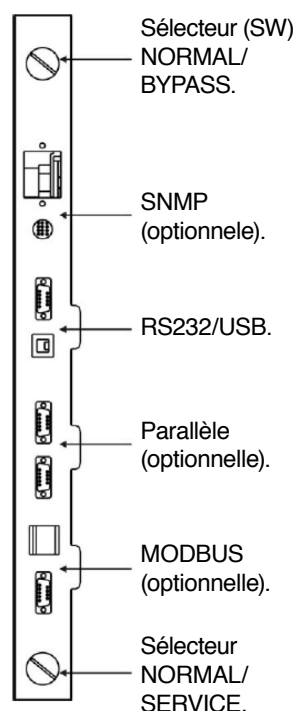 Sélecteur (SW)
NORMAL/
BYPASS.
SNMP
(optionnele).
RS232/USB.
Parallèle
(optionnelle).
MODBUS
(optionnelle).
Sélecteur
NORMAL/
SERVICE.